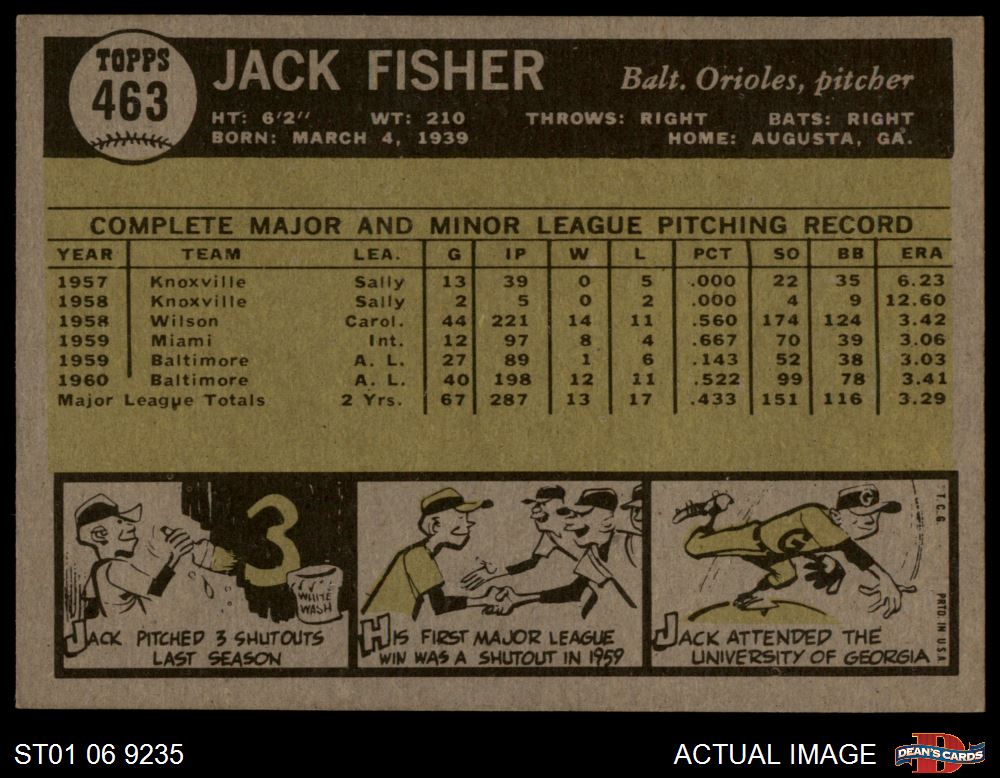 TOPPS
463
JACK FISHER
Balt. Orioles, pitcher
HT: 6'2" WT: 210 THROWS: RIGHT BATS: RIGHT
BORN: MARCH 4, 1939 HOME: AUGUSTA, GA.
COMPLETE MAJOR AND MINOR LEAGUE PITCHING RECORD
YEAR TEAM LEA. G IP W L PCT SO BB ERA
1957 Knoxville Sally 13 39 0 5 .000 22 35 6.23
1958 Knoxville Sally 2 5 0 2 .000 4 9 12.60
1958 Wilson Carol. 44 221 14 11 .560 174 124 3.42
1959 Miami Int. 12 97 8 4 .667 70 39 3.06
1959 Baltimore A. L. 27 89 1 6 .143 52 38 3.03
1960 Baltimore A. L. 40 198 12 11 .522 99 78 3.41
Major League Totals 2 Yrs. 67 287 13 17 .433 151 116 3.29
3
WHITE
WASH
JACK PITCHED 3 SHUTOUTS
LAST SEASON
HIS FIRST MAJOR LEAGUE
WIN WAS A SHUTOUT IN 1959
G
G
JACK ATTENDED THE
UNIVERSITY OF GEORGIA
T.C.G.
PRTD. IN U.S.A.
ST01 06 9235
ACTUAL IMAGE
D
DEAN'S CARDS